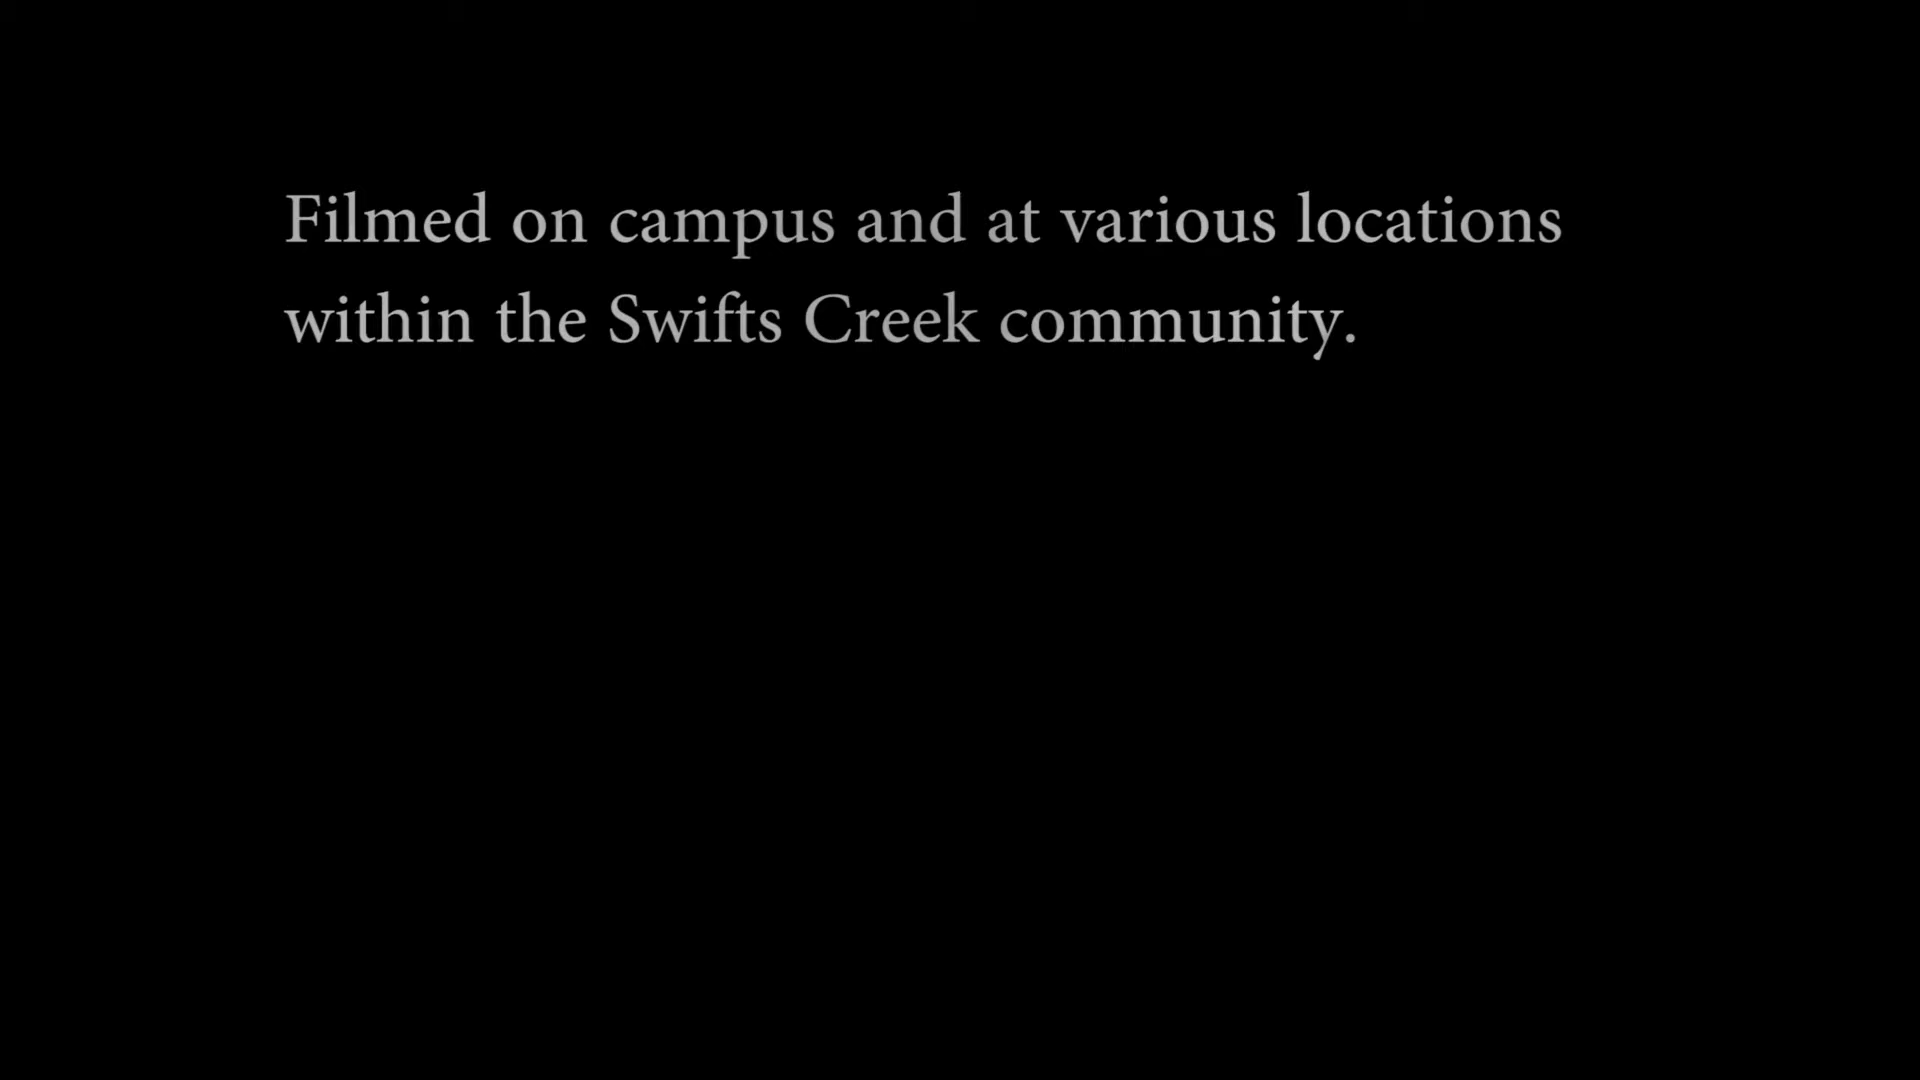 Filmed on campus and at various locations
within the Swifts Creek community.